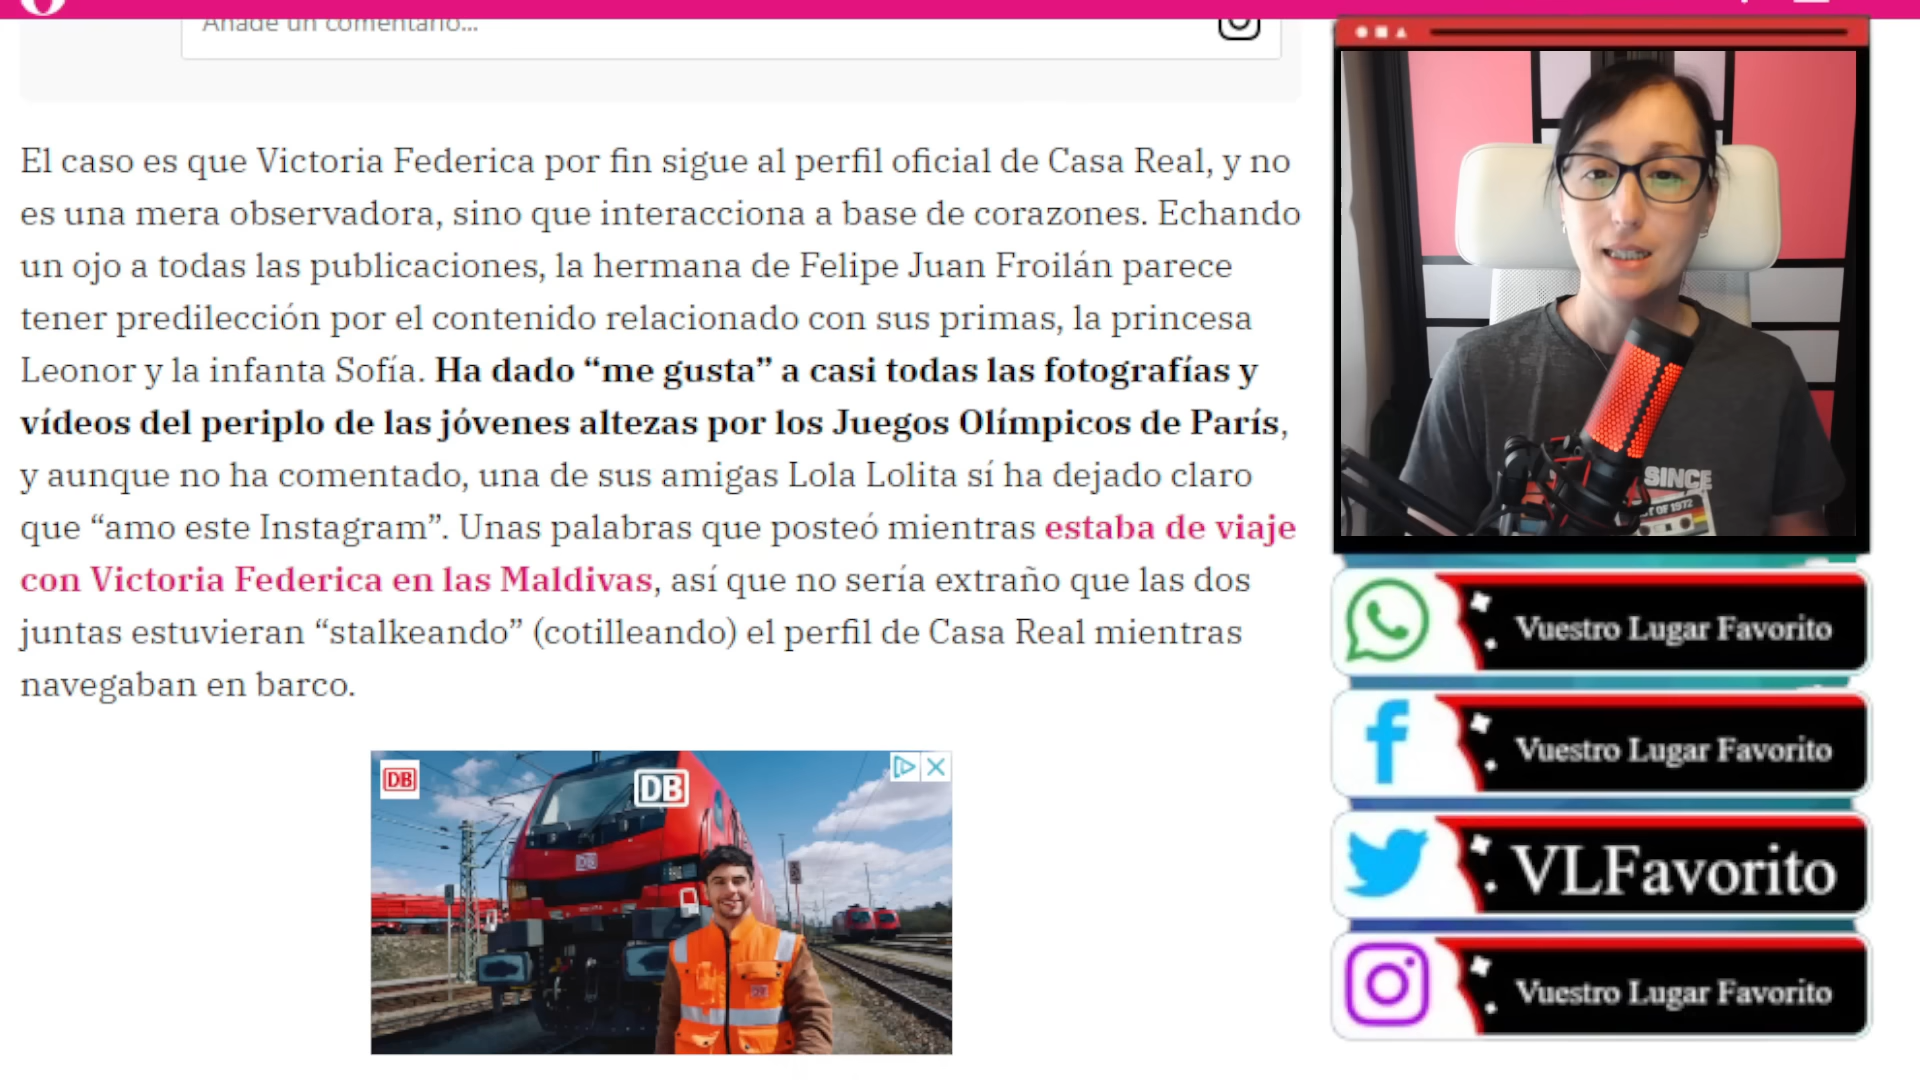 Añade un comentario...
El caso es que Victoria Federica por fin sigue al perfil oficial de Casa Real, y no
es una mera observadora, sino que interacciona a base de corazones. Echando
un ojo a todas las publicaciones, la hermana de Felipe Juan Froilán parece
tener predilección por el contenido relacionado con sus primas, la princesa
Leonor y la infanta Sofía. Ha dado “me gusta” a casi todas las fotografías y
vídeos del periplo de las jóvenes altezas por los Juegos Olímpicos de París,
y aunque no ha comentado, una de sus amigas Lola Lolita sí ha dejado claro
que “amo este Instagram”. Unas palabras que posteó mientras estaba de viaje
con Victoria Federica en las Maldivas, así que no sería extraño que las dos
juntas estuvieran “stalkeando” (cotilleando) el perfil de Casa Real mientras
navegaban en barco.
DB
DB
DB
DB
SINCE
OF 1972
Vuestro Lugar Favorito
Vuestro Lugar Favorito
VLFavorito
Vuestro Lugar Favorito